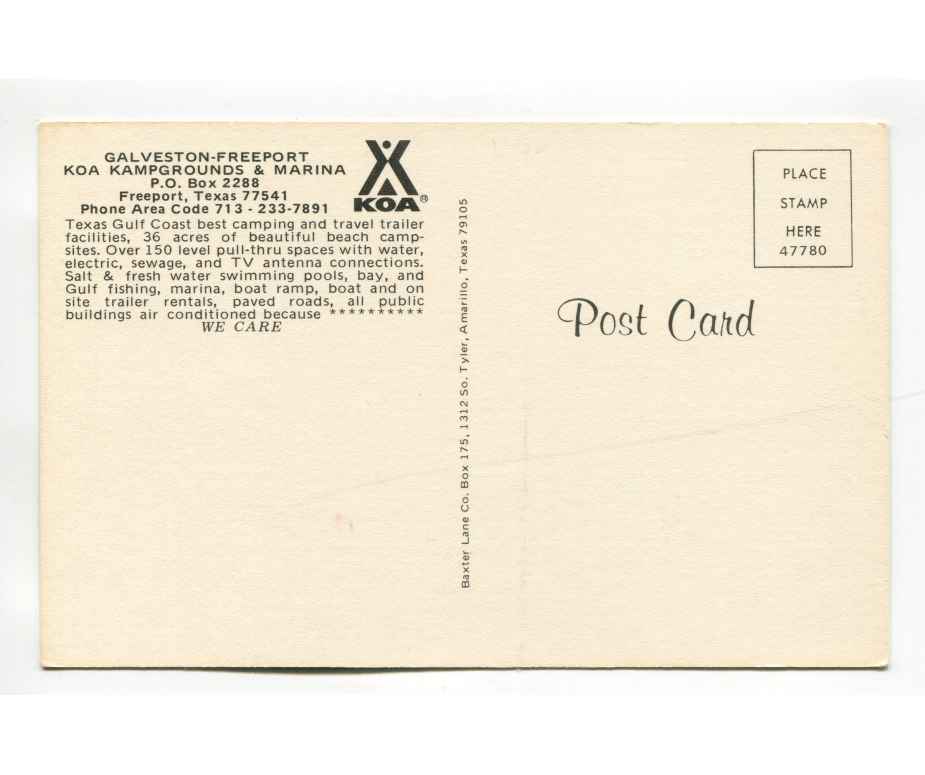 GALVESTON-FREEPORT
KOA KAMPGROUNDS & MARINA
P.O. Box 2288
Freeport, Texas 77541
Phone Area Code 713 - 233-7891
Texas Gulf Coast best camping and travel trailer
facilities, 36 acres of beautiful beach camp-
sites. Over 150 level pull-thru spaces with water,
electric, sewage, and TV antenna connections.
Salt & fresh water swimming pools, bay, and
Gulf fishing, marina, boat ramp, boat and on
site trailer rentals, paved roads, all public
buildings air conditioned because **********
WE CARE
KOA®
Baxter Lane Co. Box 175, 1312 So. Tyler, Amarillo, Texas 79105
PLACE
STAMP
HERE
47780
Post Card